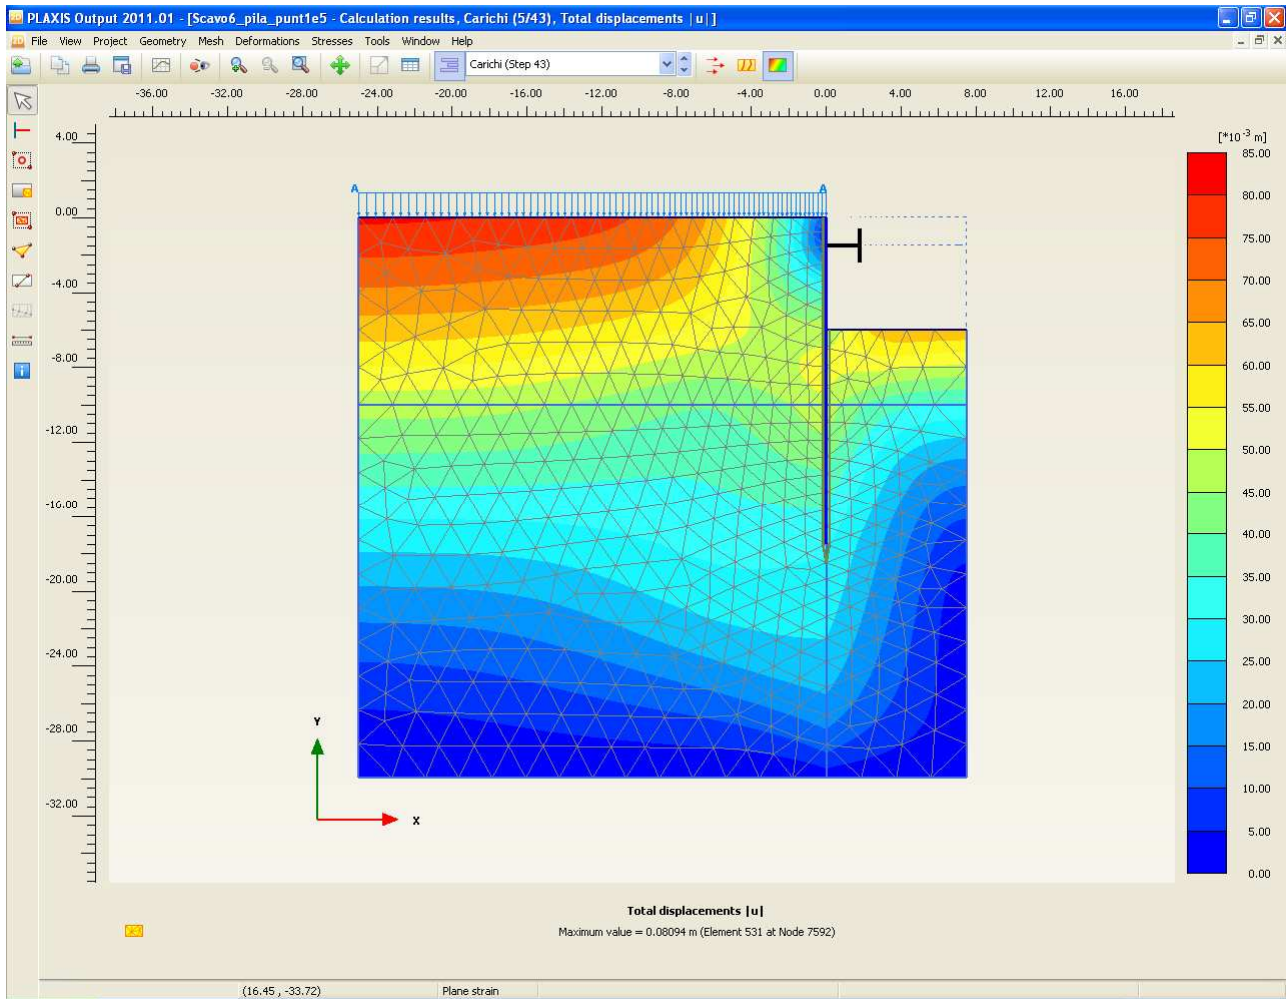 PLAXIS Output 2011.01 - [Scavo6_pila_punt1e5 - Calculation results, Carichi (5/43), Total displacements |u| ]
File View Project Geometry Mesh Deformations Stresses Tools Window Help
Carichi (Step 43)
-36.00 -32.00 -28.00 -24.00 -20.00 -16.00 -12.00 -8.00 -4.00 0.00 4.00 8.00 12.00 16.00
[*10-3 m]
4.00
0.00
-4.00
-8.00
-12.00
-16.00
-20.00
-24.00
-28.00
-32.00
A A
Y
X
85.00
80.00
75.00
70.00
65.00
60.00
55.00
50.00
45.00
40.00
35.00
30.00
25.00
20.00
15.00
10.00
5.00
0.00
Total displacements |u|
Maximum value = 0.08094 m (Element 531 at Node 7592)
(16.45 , -33.72) Plane strain